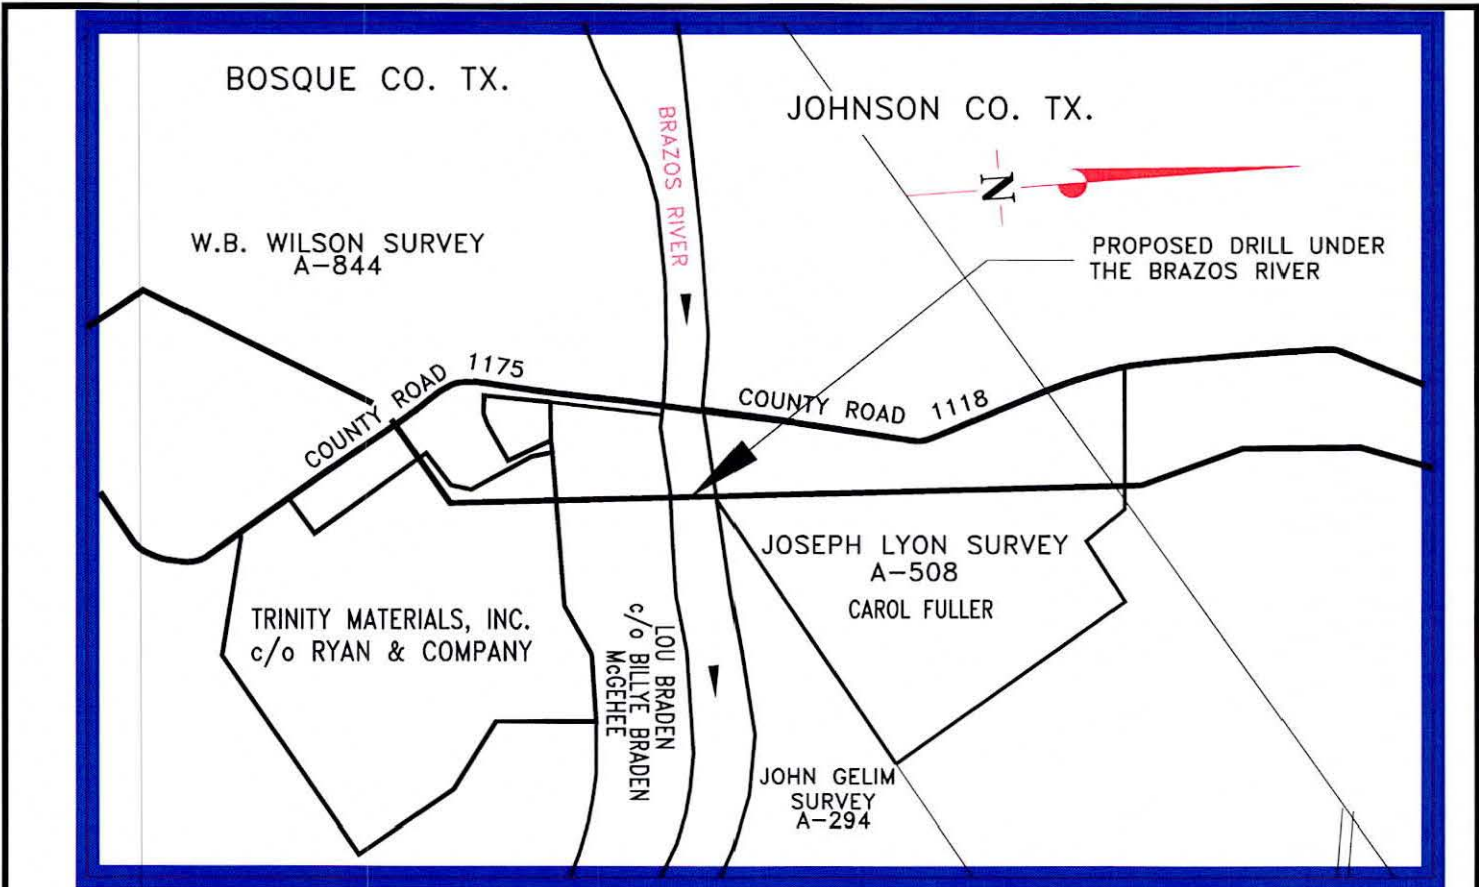 BOSQUE CO. TX.
JOHNSON CO. TX.
BRAZOS RIVER
N
W.B. WILSON SURVEY
A-844
PROPOSED DRILL UNDER
THE BRAZOS RIVER
COUNTY ROAD 1175
COUNTY ROAD 1118
JOSEPH LYON SURVEY
A-508
CAROL FULLER
TRINITY MATERIALS, INC.
c/o RYAN & COMPANY
LOU BRADEN
c/o BILLYE BRADEN
McGEHEE
JOHN GELIM
SURVEY
A-294